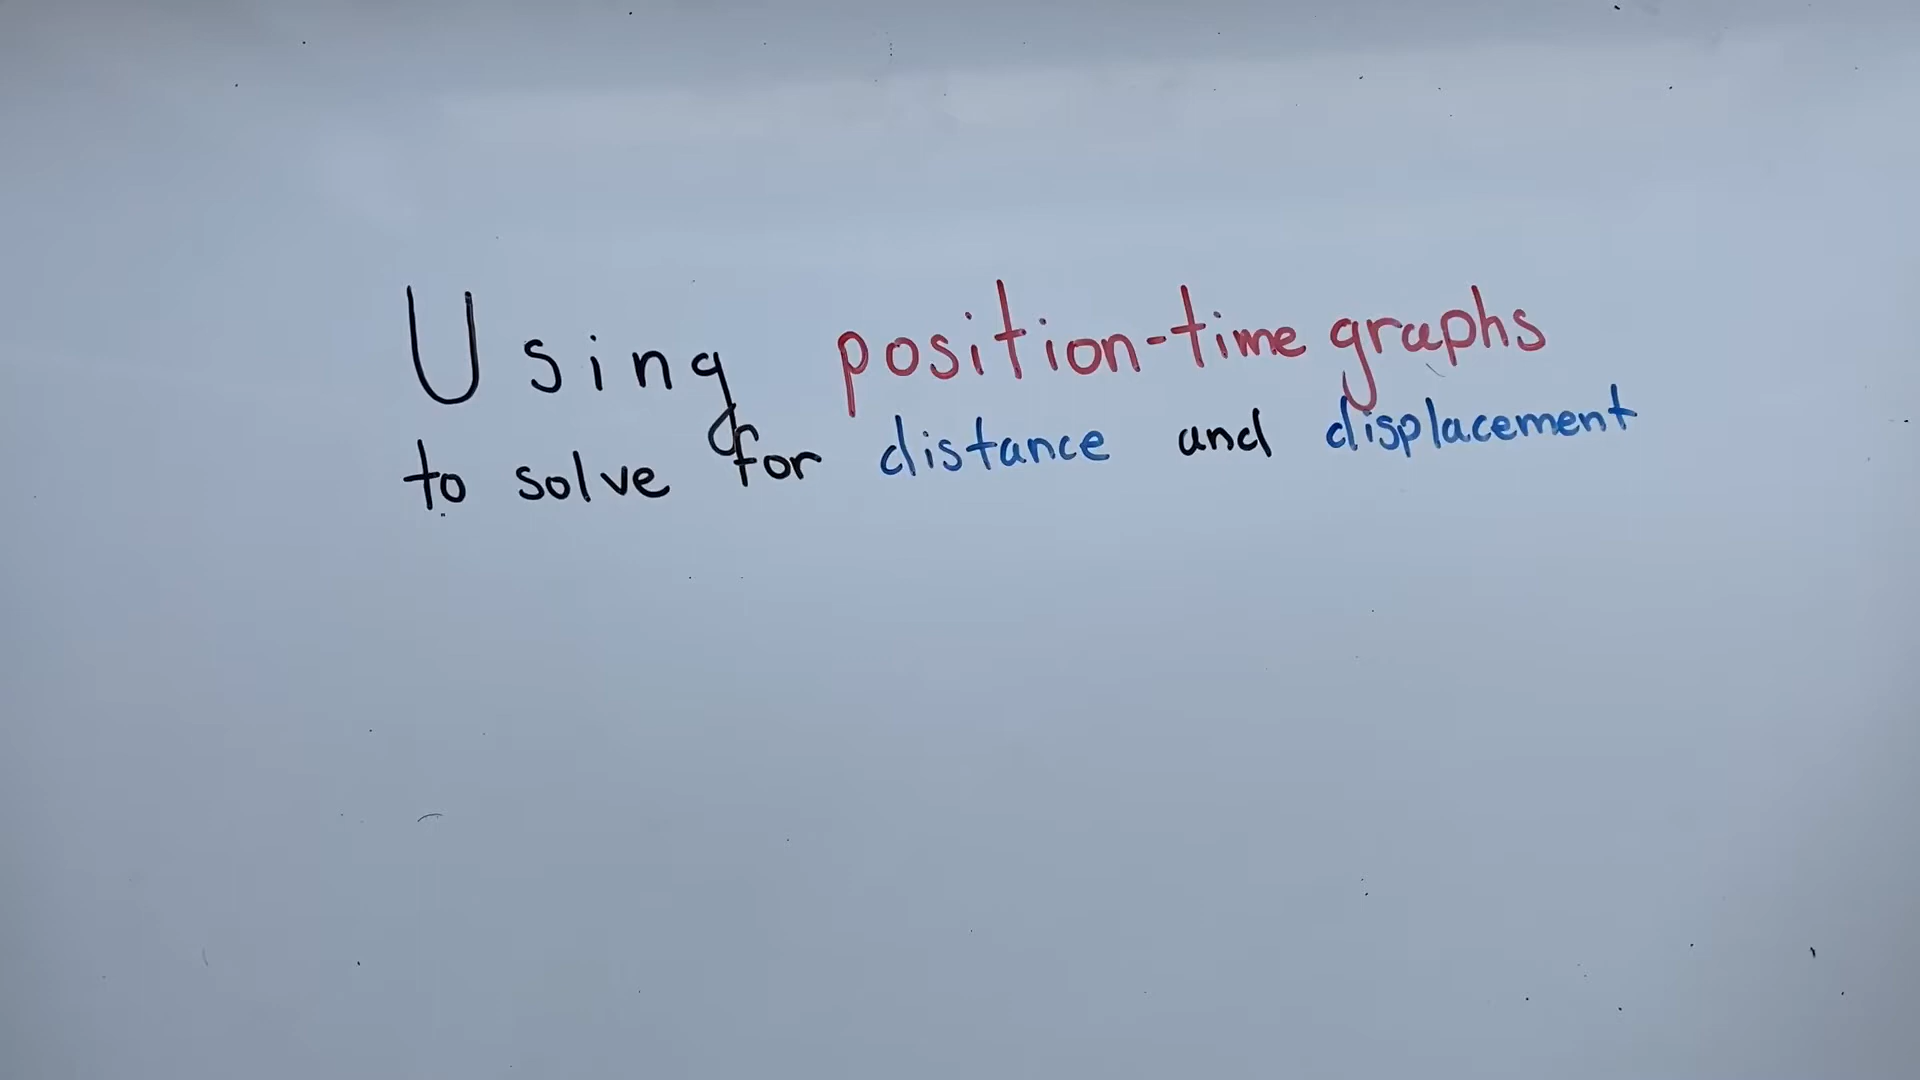 Using position-time graphs
to solve for distance and displacement